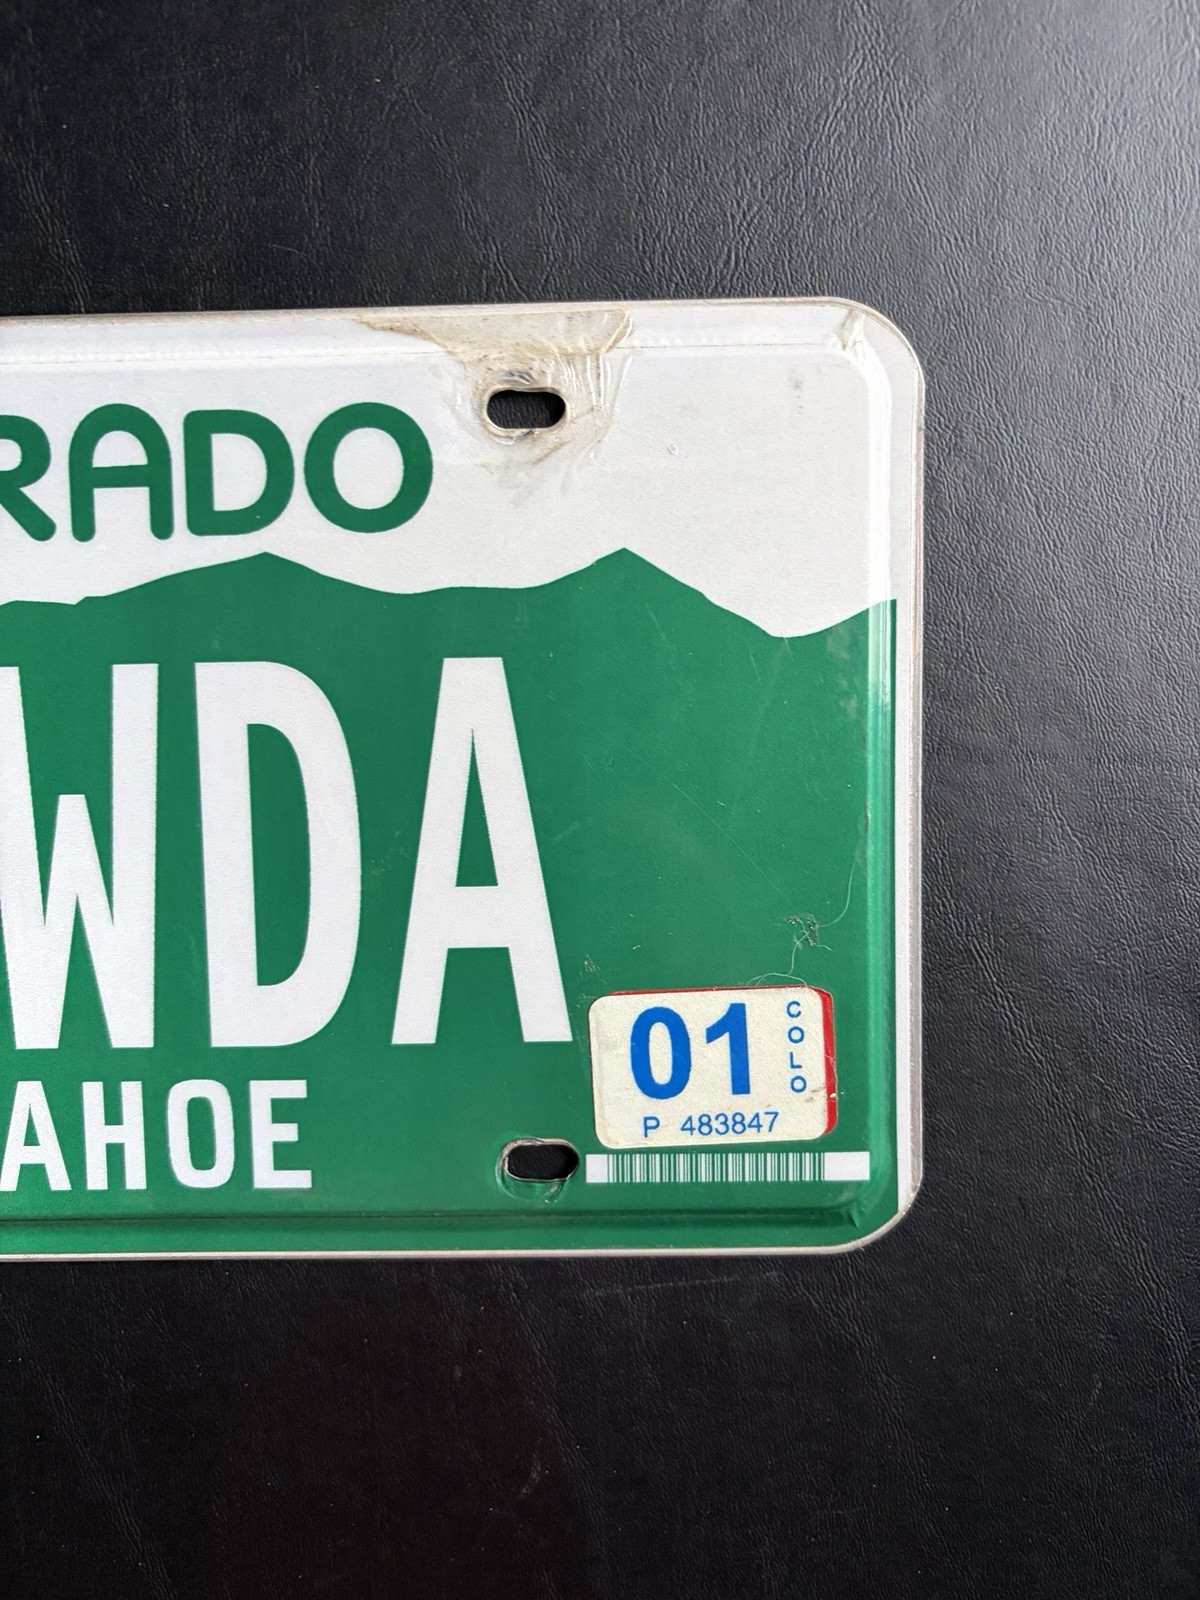 RADO
WDA
01
COLO
P 483847
AHOE